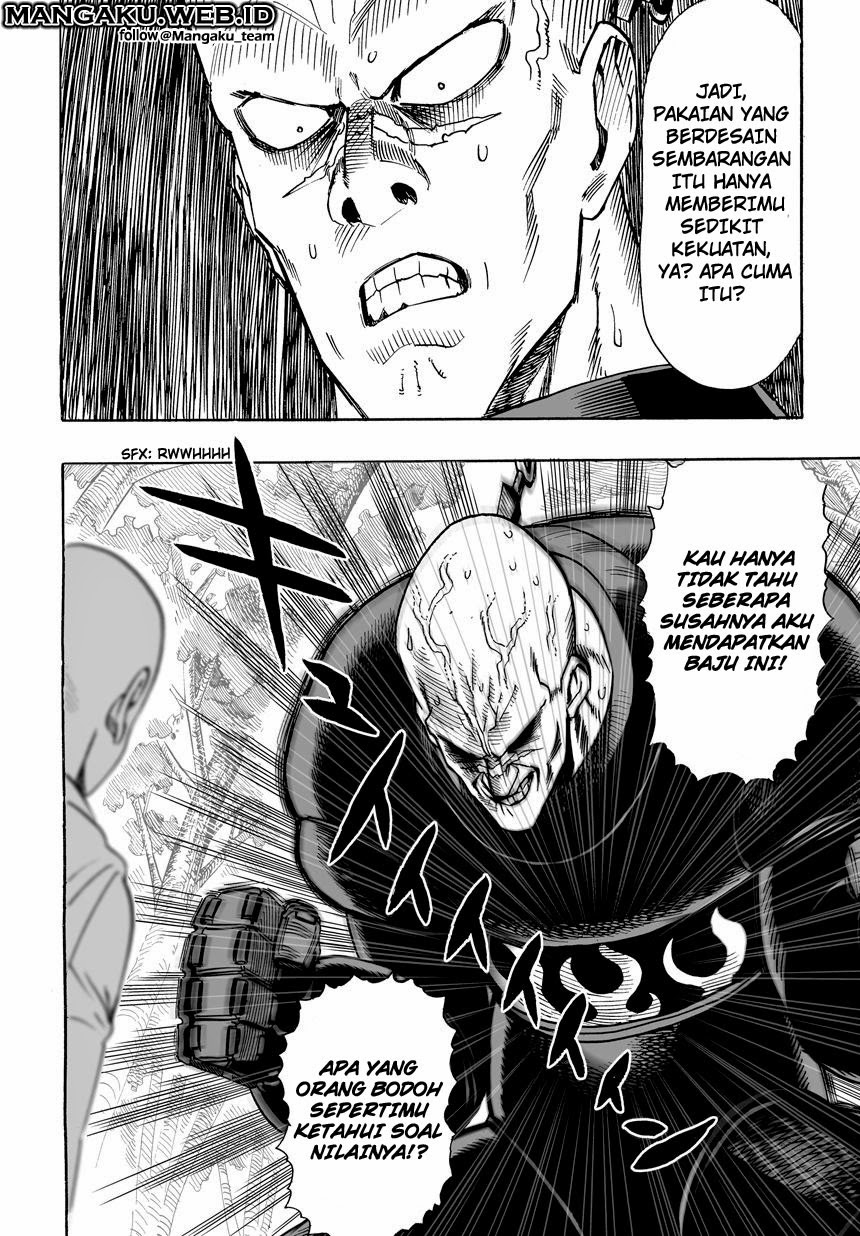 MANGAKU.WEB.ID
follow @Mangaku_team
JADI,
PAKAIAN YANG
BERDESAIN
SEMBARANGAN
ITU HANYA
MEMBERIMU
SEDIKIT
KEKUATAN,
YA? APA CUMA
ITU?
SFX: RWWHHHH
KAU HANYA
TIDAK TAHU
SEBERAPA
SUSAHNYA AKU
MENDAPATKAN
BAJU INI!
APA YANG
ORANG BODOH
SEPERTIMU
KETAHUI SOAL
NILAINYA!?